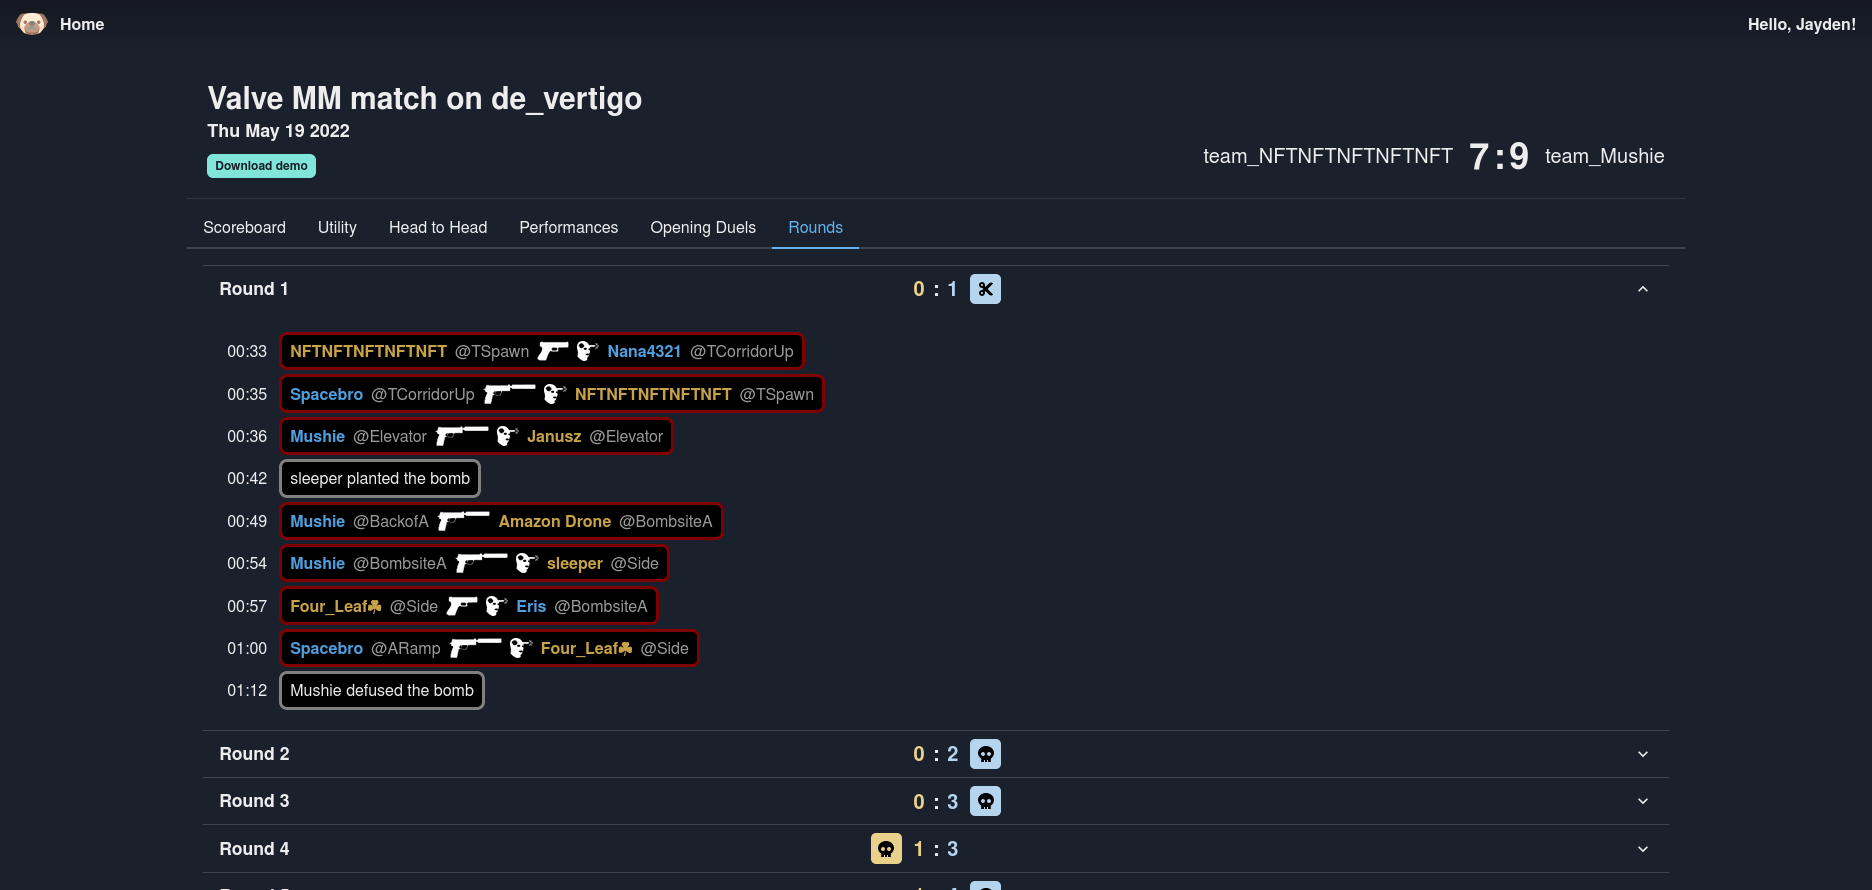 Home
Hello, Jayden!
Valve MM match on de_vertigo
Thu May 19 2022
Download demo
team_NFTNFTNFTNFTNFT 7:9 team_Mushie
Scoreboard Utility Head to Head Performances Opening Duels Rounds
Round 1 0 : 1
00:33 NFTNFTNFTNFTNFT @TSpawn Nana4321 @TCorridorUp
00:35 Spacebro @TCorridorUp NFTNFTNFTNFTNFT @TSpawn
00:36 Mushie @Elevator Janusz @Elevator
00:42 sleeper planted the bomb
00:49 Mushie @BackofA Amazon Drone @BombsiteA
00:54 Mushie @BombsiteA sleeper @Side
00:57 Four_Leaf☘ @Side Eris @BombsiteA
01:00 Spacebro @ARamp Four_Leaf☘ @Side
01:12 Mushie defused the bomb
Round 2 0 : 2
Round 3 0 : 3
Round 4 1 : 3